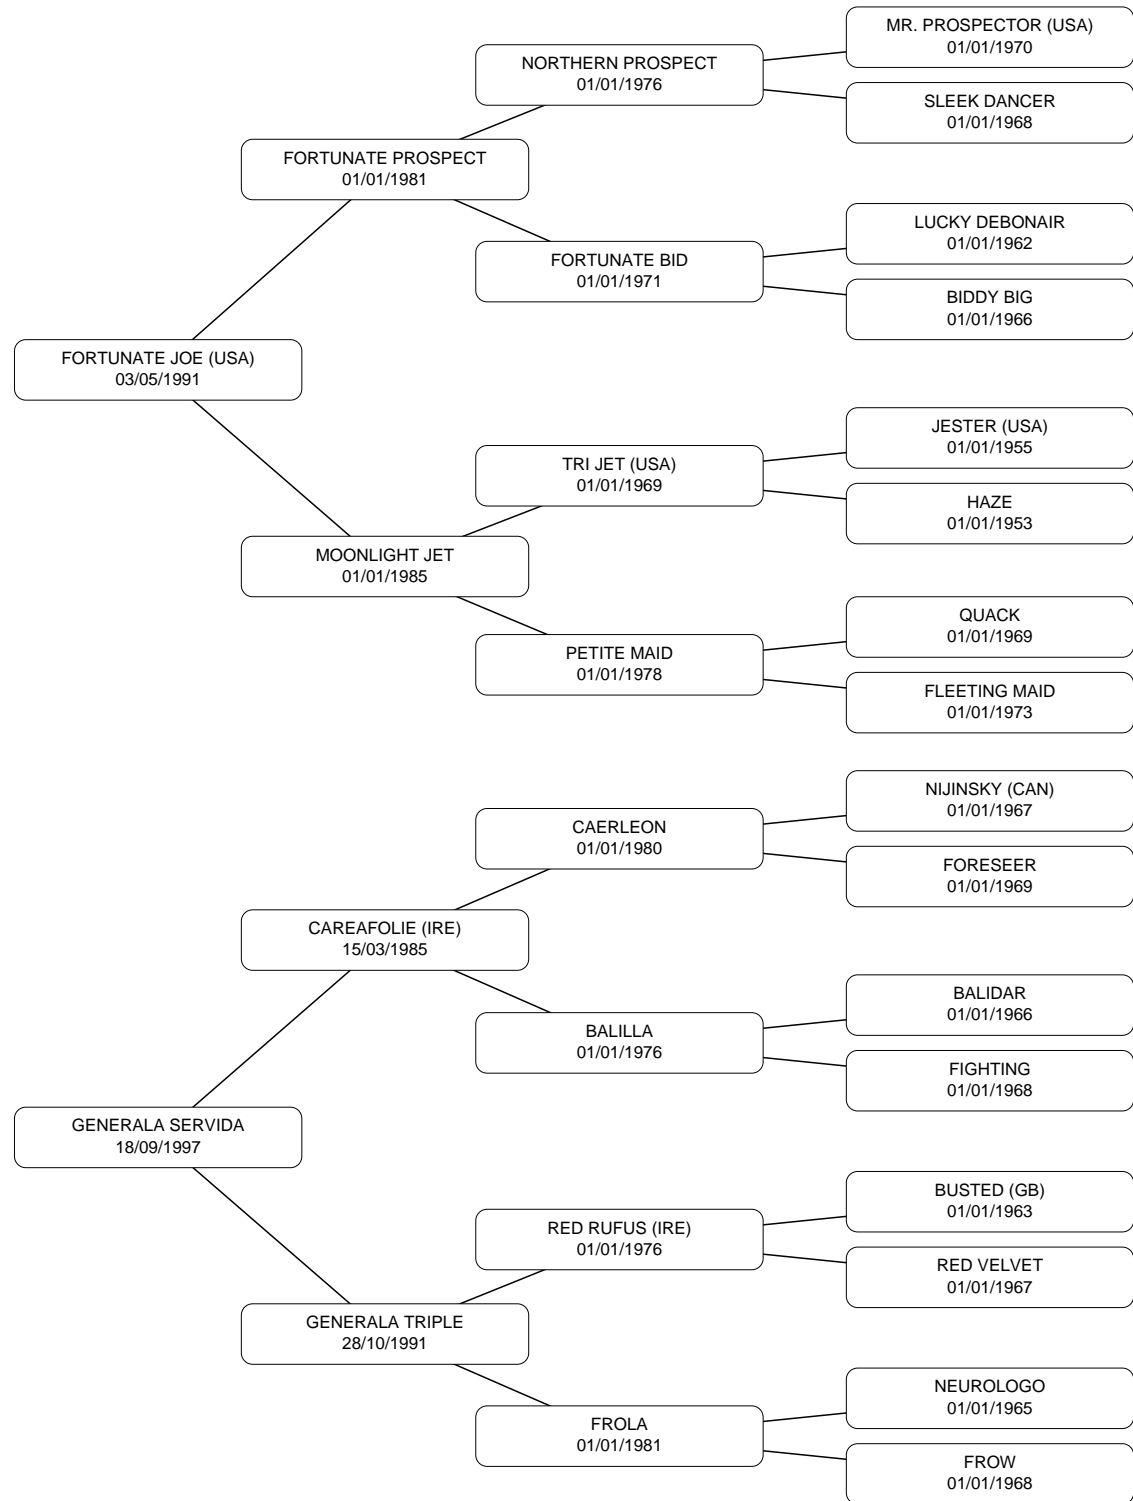 MR. PROSPECTOR (USA)
01/01/1970
NORTHERN PROSPECT
01/01/1976
SLEEK DANCER
01/01/1968
FORTUNATE PROSPECT
01/01/1981
LUCKY DEBONAIR
01/01/1962
FORTUNATE BID
01/01/1971
BIDDY BIG
01/01/1966
FORTUNATE JOE (USA)
03/05/1991
JESTER (USA)
01/01/1955
TRI JET (USA)
01/01/1969
HAZE
01/01/1953
MOONLIGHT JET
01/01/1985
QUACK
01/01/1969
PETITE MAID
01/01/1978
FLEETING MAID
01/01/1973
NIJINSKY (CAN)
01/01/1967
CAERLEON
01/01/1980
FORESEER
01/01/1969
CAREAFOLIE (IRE)
15/03/1985
BALIDAR
01/01/1966
BALILLA
01/01/1976
FIGHTING
01/01/1968
GENERALA SERVIDA
18/09/1997
BUSTED (GB)
01/01/1963
RED RUFUS (IRE)
01/01/1976
RED VELVET
01/01/1967
GENERALA TRIPLE
28/10/1991
NEUROLOGO
01/01/1965
FROLA
01/01/1981
FROW
01/01/1968